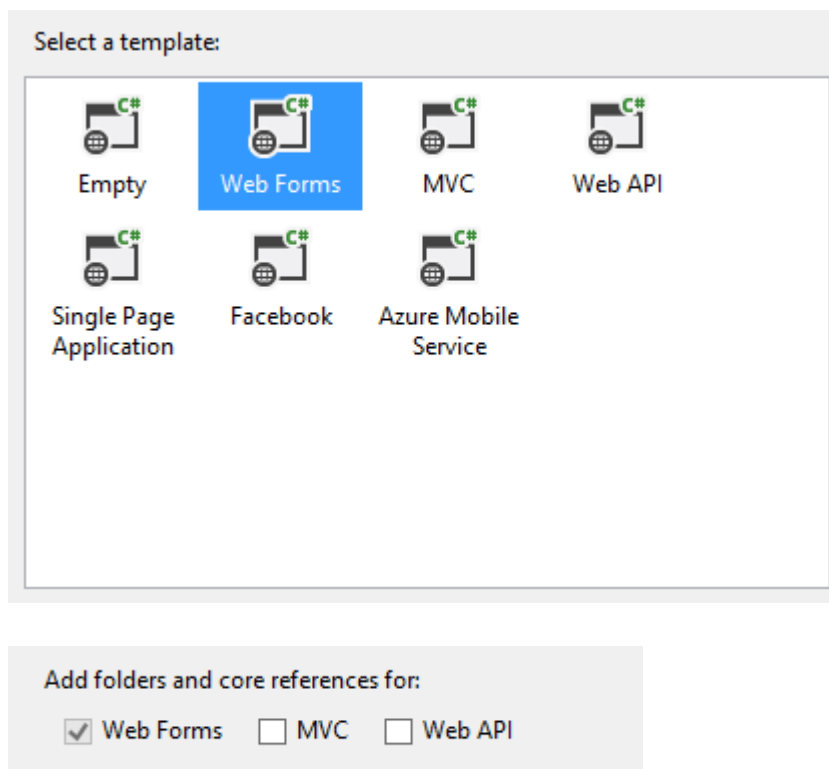 Select a template:
C# C# C# C#
Empty Web Forms MVC Web API
C# C# C#
Single Page Facebook Azure Mobile
Application Service
Add folders and core references for:
Web Forms MVC Web API